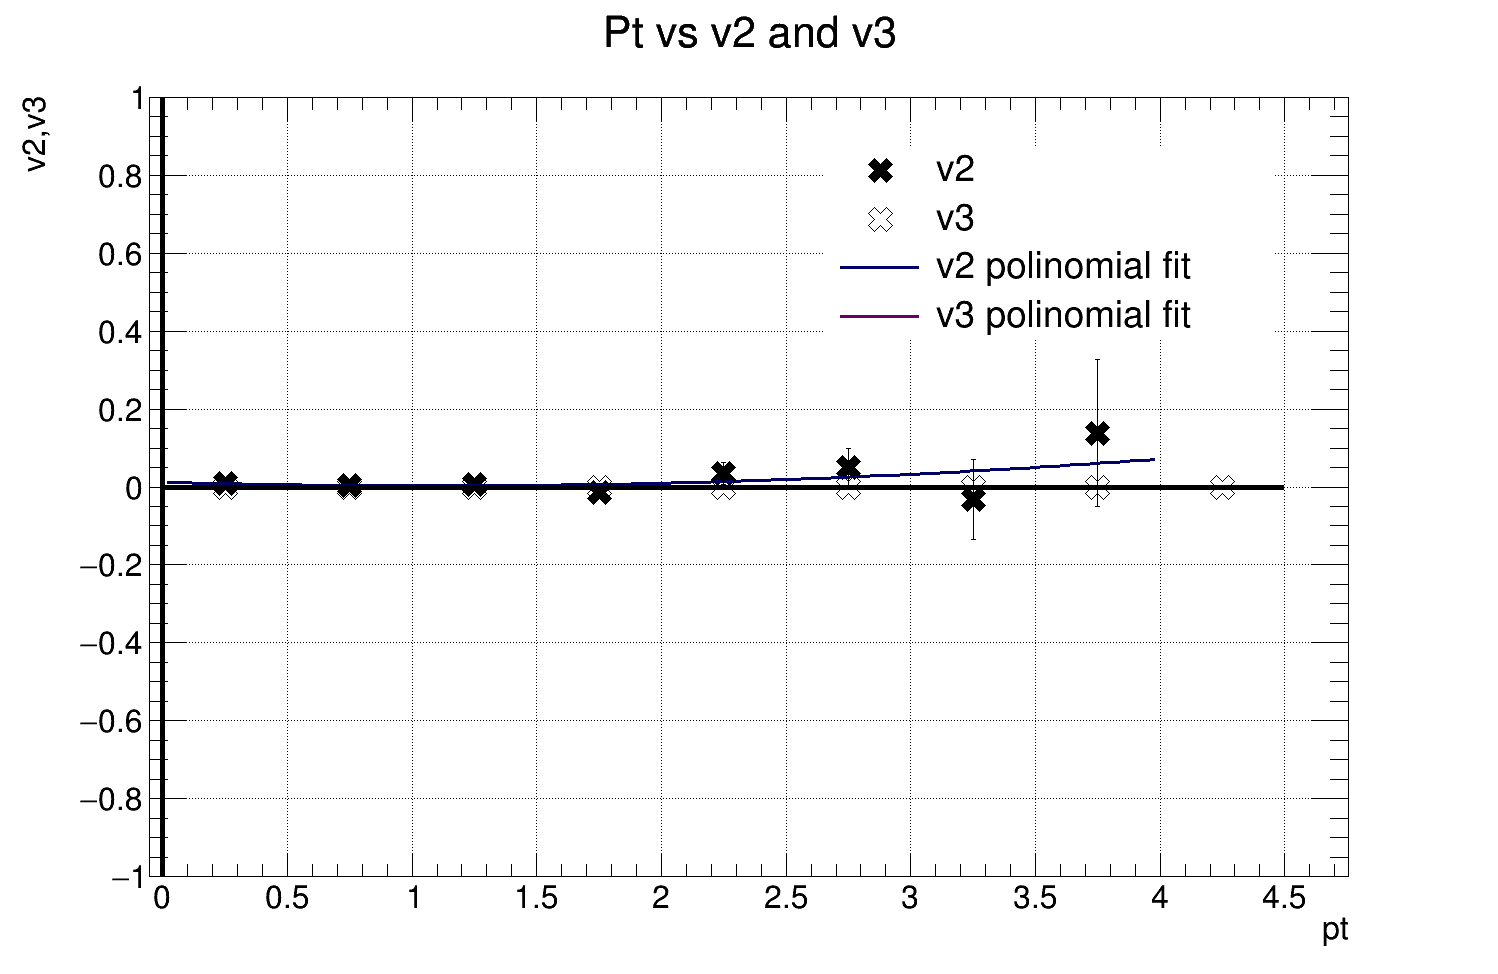 Pt vs v2 and v3
v2,v3
1
0.8
0.6
0.4
0.2
0
−0.2
−0.4
−0.6
−0.8
−1
v2
v3
v2 polinomial fit
v3 polinomial fit
0 0.5 1 1.5 2 2.5 3 3.5 4 4.5
pt